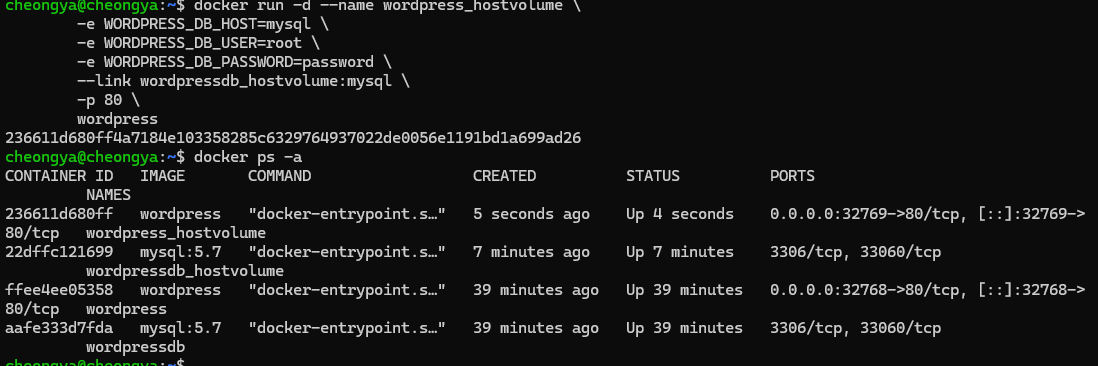 cheongya@cheongya:~$ docker run -d --name wordpress_hostvolume \
        -e WORDPRESS_DB_HOST=mysql \
        -e WORDPRESS_DB_USER=root \
        -e WORDPRESS_DB_PASSWORD=password \
        --link wordpressdb_hostvolume:mysql \
        -p 80 \
        wordpress
236611d680ff4a7184e103358285c6329764937022de0056e1191bd1a699ad26
cheongya@cheongya:~$ docker ps -a
CONTAINER ID   IMAGE       COMMAND                  CREATED          STATUS          PORTS
         NAMES
236611d680ff   wordpress   "docker-entrypoint.s…"   5 seconds ago    Up 4 seconds    0.0.0.0:32769->80/tcp, [::]:32769->
80/tcp   wordpress_hostvolume
22dffc121699   mysql:5.7   "docker-entrypoint.s…"   7 minutes ago    Up 7 minutes    3306/tcp, 33060/tcp
         wordpressdb_hostvolume
ffee4ee05358   wordpress   "docker-entrypoint.s…"   39 minutes ago   Up 39 minutes   0.0.0.0:32768->80/tcp, [::]:32768->
80/tcp   wordpress
aafe333d7fda   mysql:5.7   "docker-entrypoint.s…"   39 minutes ago   Up 39 minutes   3306/tcp, 33060/tcp
         wordpressdb
cheongya@cheongya:~$